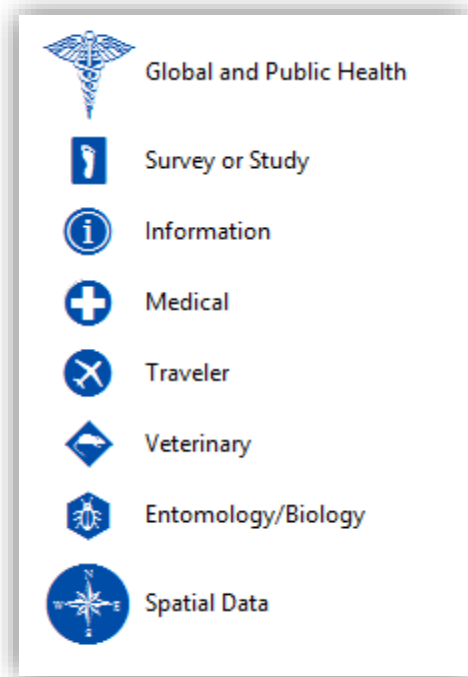 Global and Public Health
Survey or Study
i
Information
Medical
Traveler
Veterinary
Entomology/Biology
N
W E
S
Spatial Data